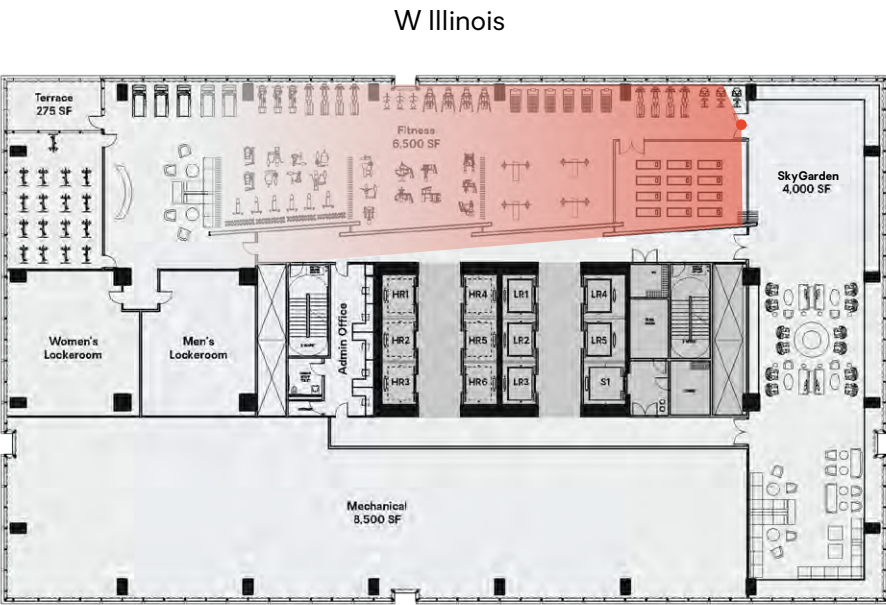 W Illinois
Terrace
275 SF
Fitness
6,500 SF
SkyGarden
4,000 SF
HR1
HR4
LR1
LR4
Admin Office
Women's
Lockeroom
Men's
Lockeroom
HR2
HR5
LR2
LR5
HR3
HR6
LR3
S1
Mechanical
8,500 SF